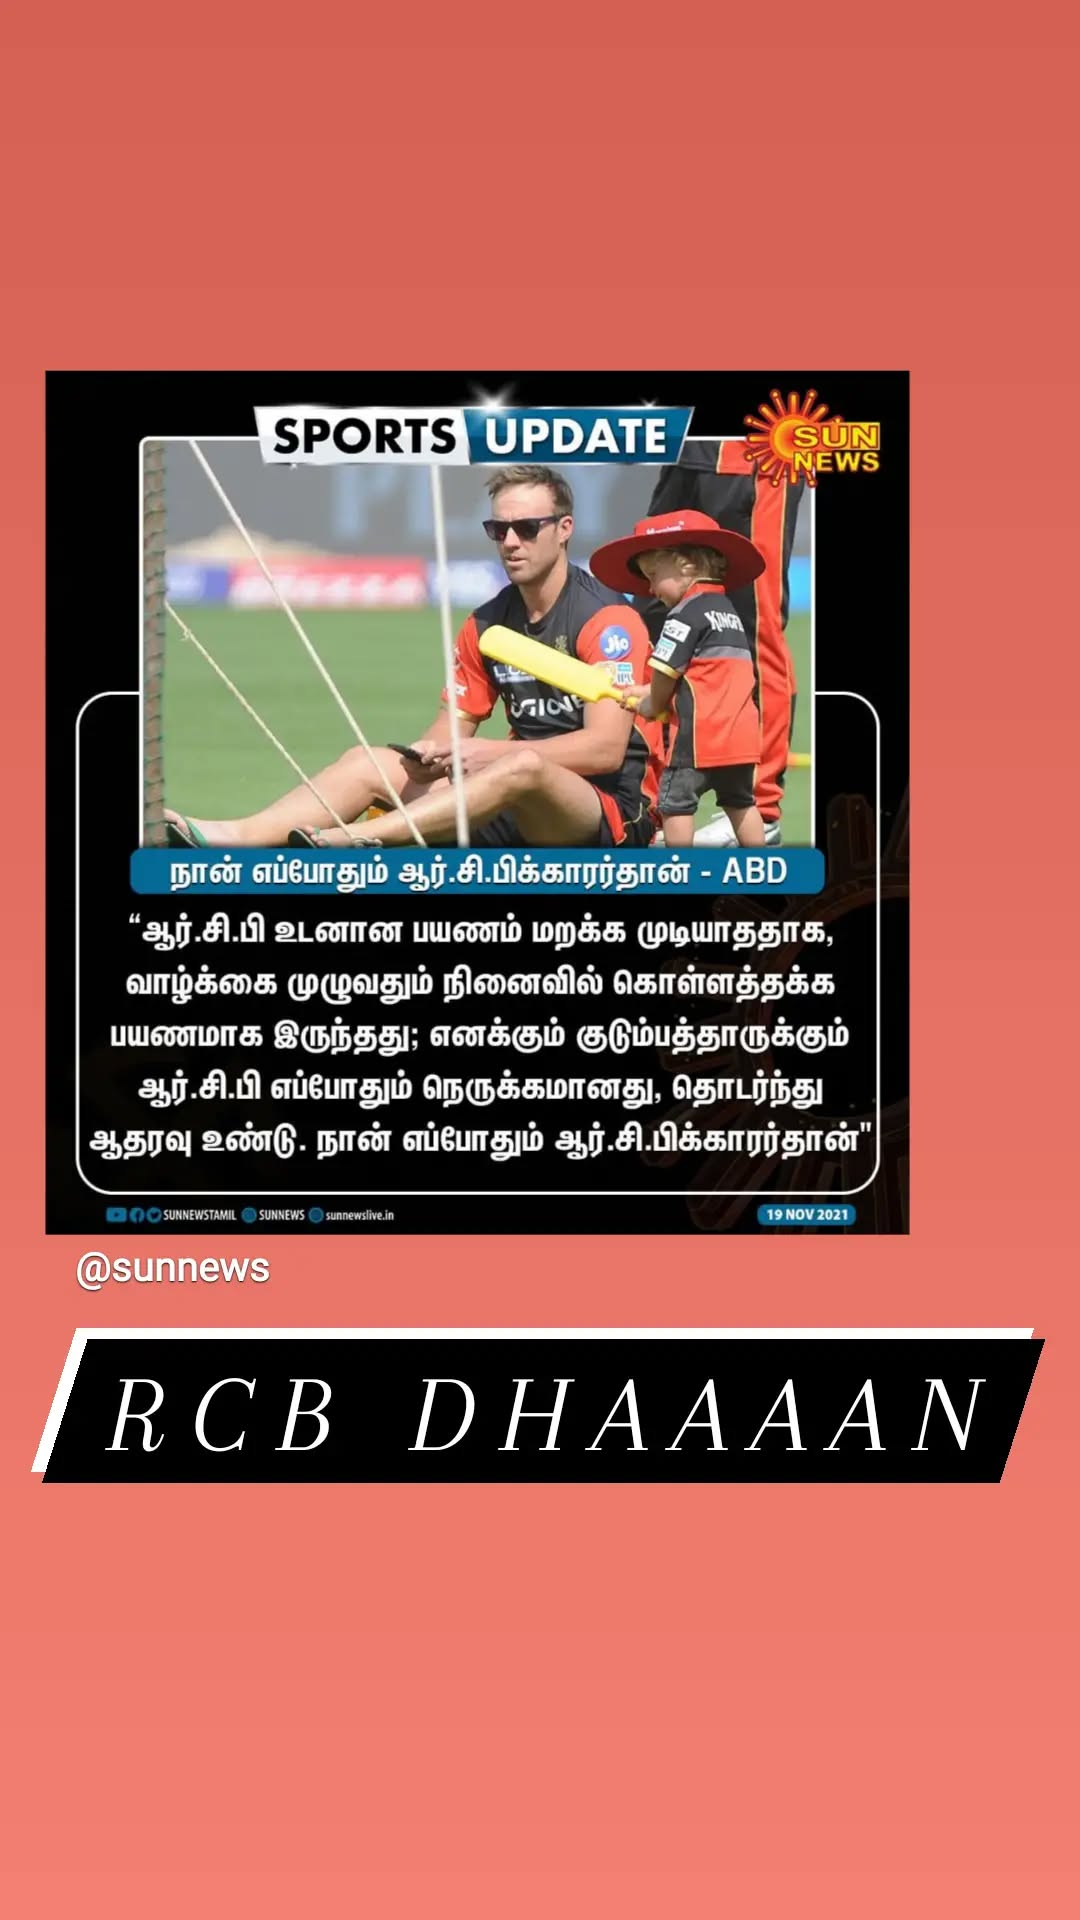 SPORTS UPDATE
SUN
NEWS
Jio
நான் எப்போதும் ஆர்.சி.பிக்காரர்தான் - ABD
“ஆர்.சி.பி உடனான பயணம் மறக்க முடியாததாக,
வாழ்க்கை முழுவதும் நினைவில் கொள்ளத்தக்க
பயணமாக இருந்தது; எனக்கும் குடும்பத்தாருக்கும்
ஆர்.சி.பி எப்போதும் நெருக்கமானது, தொடர்ந்து
ஆதரவு உண்டு. நான் எப்போதும் ஆர்.சி.பிக்காரர்தான்"
SUNNEWSTAMIL SUNNEWS sunnewslive.in
19 NOV 2021
@sunnews
RCB DHAAAAN